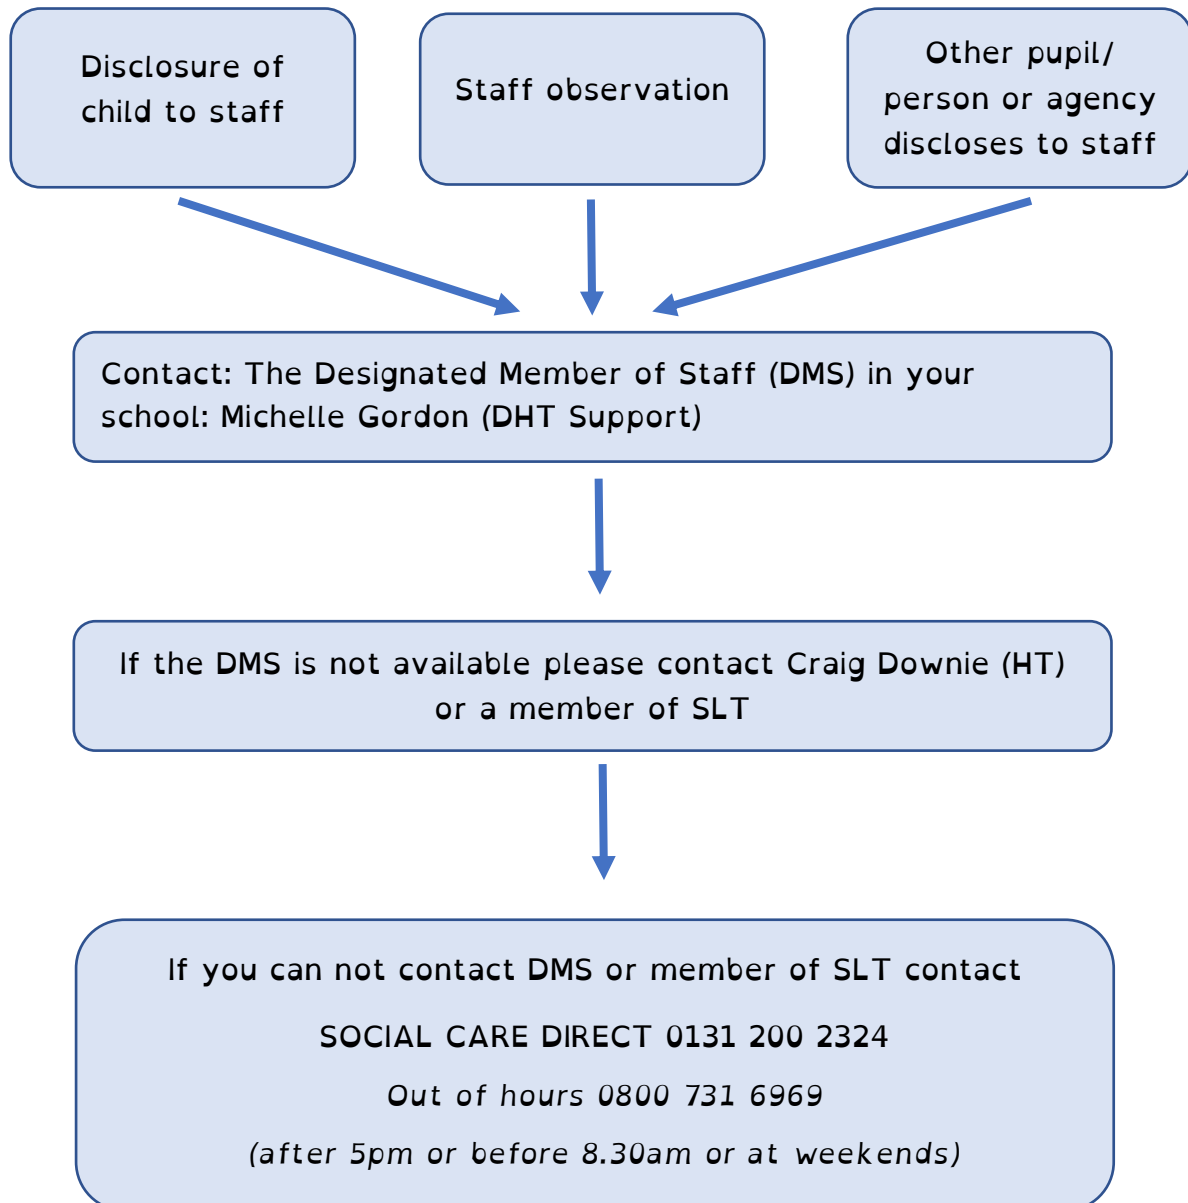 Disclosure of
child to staff
Staff observation
Other pupil/
person or agency
discloses to staff
Contact: The Designated Member of Staff (DMS) in your
school: Michelle Gordon (DHT Support)
If the DMS is not available please contact Craig Downie (HT)
or a member of SLT
If you can not contact DMS or member of SLT contact
SOCIAL CARE DIRECT 0131 200 2324
Out of hours 0800 731 6969
(after 5pm or before 8.30am or at weekends)